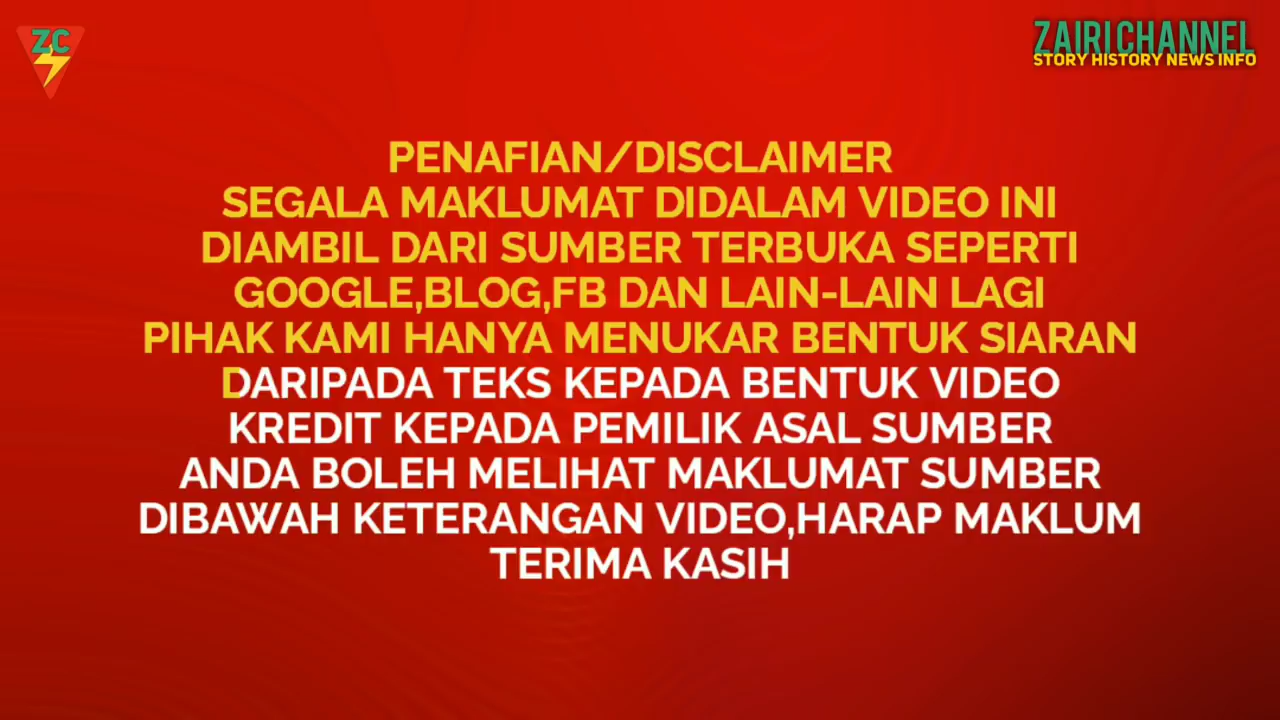 ZC
ZAIRI CHANNEL
STORY HISTORY NEWS INFO
PENAFIAN/DISCLAIMER
SEGALA MAKLUMAT DIDALAM VIDEO INI
DIAMBIL DARI SUMBER TERBUKA SEPERTI
GOOGLE,BLOG,FB DAN LAIN-LAIN LAGI
PIHAK KAMI HANYA MENUKAR BENTUK SIARAN
DARIPADA TEKS KEPADA BENTUK VIDEO
KREDIT KEPADA PEMILIK ASAL SUMBER
ANDA BOLEH MELIHAT MAKLUMAT SUMBER
DIBAWAH KETERANGAN VIDEO,HARAP MAKLUM
TERIMA KASIH